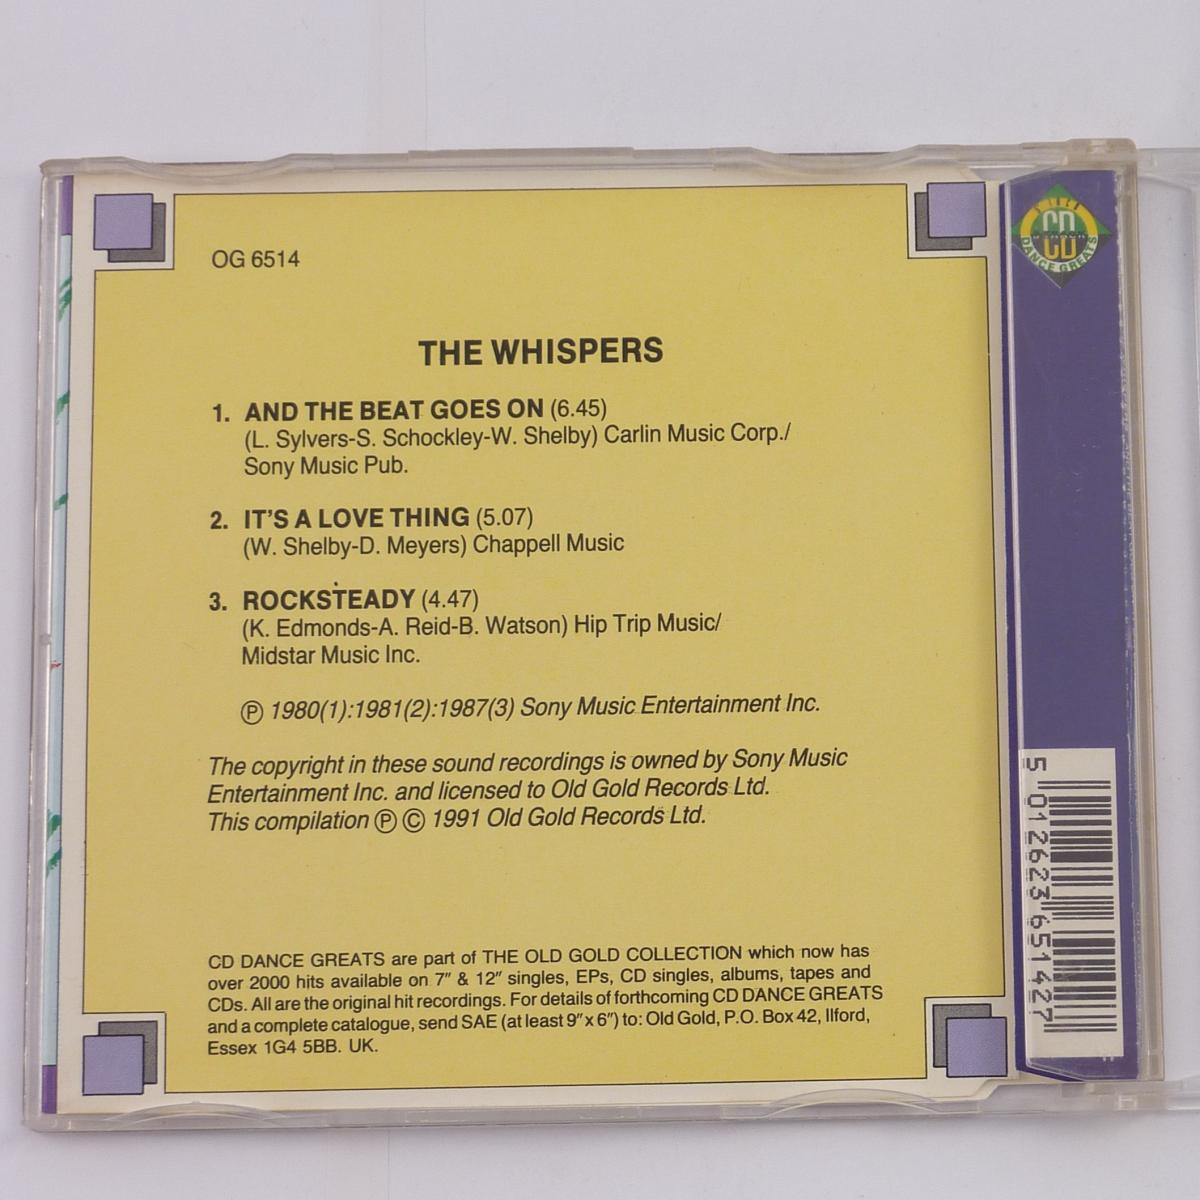 OG 6514
THE WHISPERS
1. AND THE BEAT GOES ON (6.45)
(L. Sylvers-S. Schockley-W. Shelby) Carlin Music Corp./
Sony Music Pub.
2. IT'S A LOVE THING (5.07)
(W. Shelby-D. Meyers) Chappell Music
3. ROCKSTEADY (4.47)
(K. Edmonds-A. Reid-B. Watson) Hip Trip Music/
Midstar Music Inc.
℗ 1980(1):1981(2):1987(3) Sony Music Entertainment Inc.
The copyright in these sound recordings is owned by Sony Music
Entertainment Inc. and licensed to Old Gold Records Ltd.
This compilation ℗ © 1991 Old Gold Records Ltd.
CD DANCE GREATS are part of THE OLD GOLD COLLECTION which now has
over 2000 hits available on 7″ & 12″ singles, EPs, CD singles, albums, tapes and
CDs. All are the original hit recordings. For details of forthcoming CD DANCE GREATS
and a complete catalogue, send SAE (at least 9″ x 6″) to: Old Gold, P.O. Box 42, Ilford,
Essex 1G4 5BB. UK.
CD
DANCE GREATS
5 012623 651427